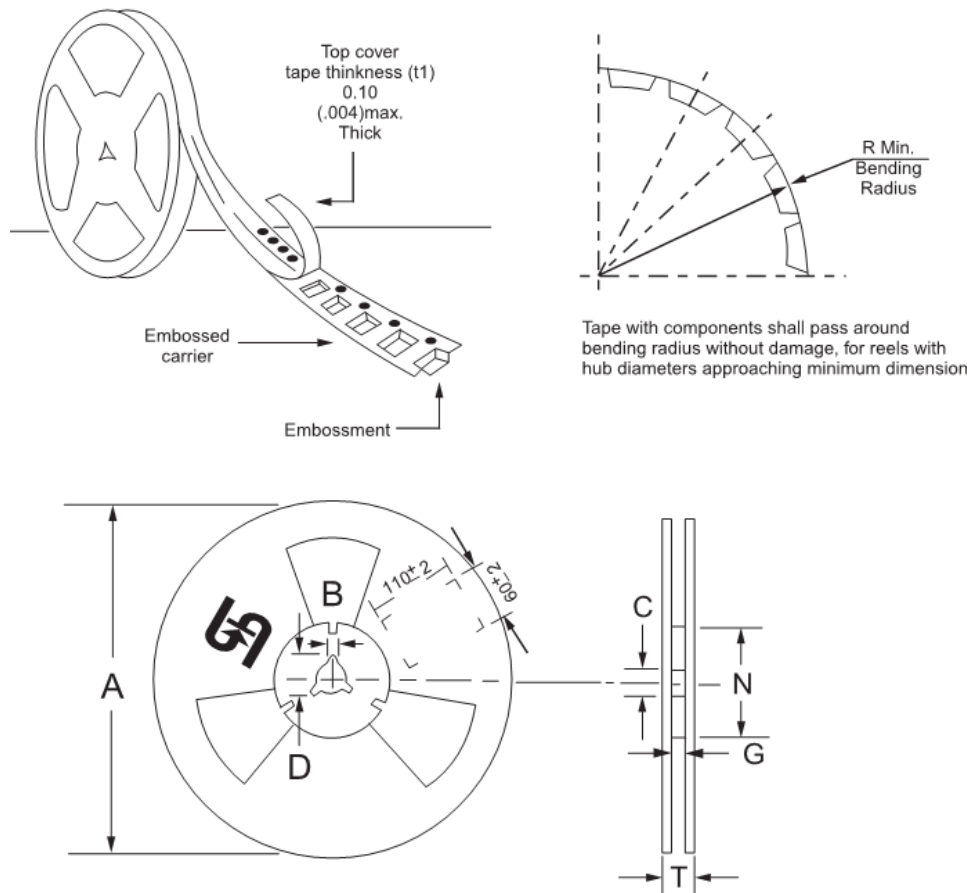 Top cover
tape thinkness (t1)
0.10
(.004)max.
Thick
R Min.
Bending
Radius
Embossed
carrier
Embossment
Tape with components shall pass around
bending radius without damage, for reels with
hub diameters approaching minimum dimension
A
B
110±2
60±2
D
C
N
G
T